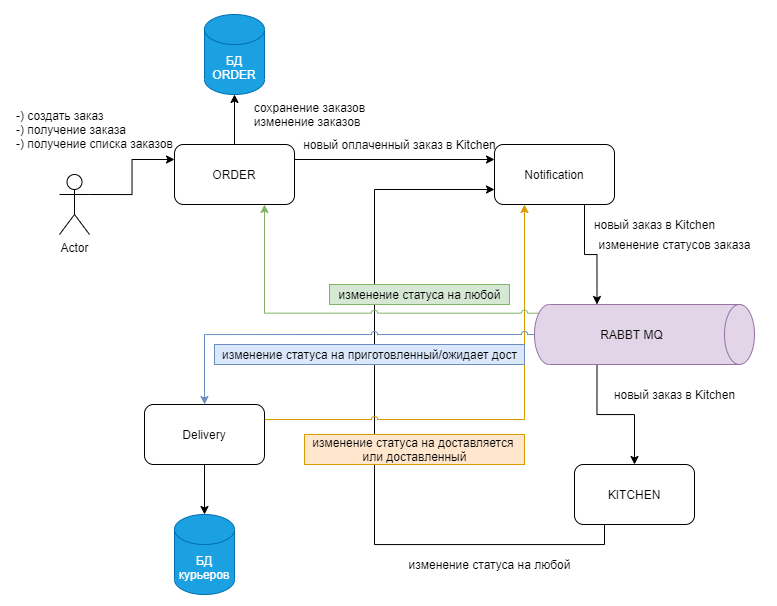 БД
ORDER
-) создать заказ
-) получение заказа
-) получение списка заказов
сохранение заказов
изменение заказов
новый оплаченный заказ в Kitchen
ORDER
Notification
Actor
новый заказ в Kitchen
изменение статусов заказа
изменение статуса на любой
RABBT MQ
изменение статуса на приготовленный/ожидает дост
новый заказ в Kitchen
Delivery
изменение статуса на доставляется
или доставленный
KITCHEN
БД
курьеров
изменение статуса на любой